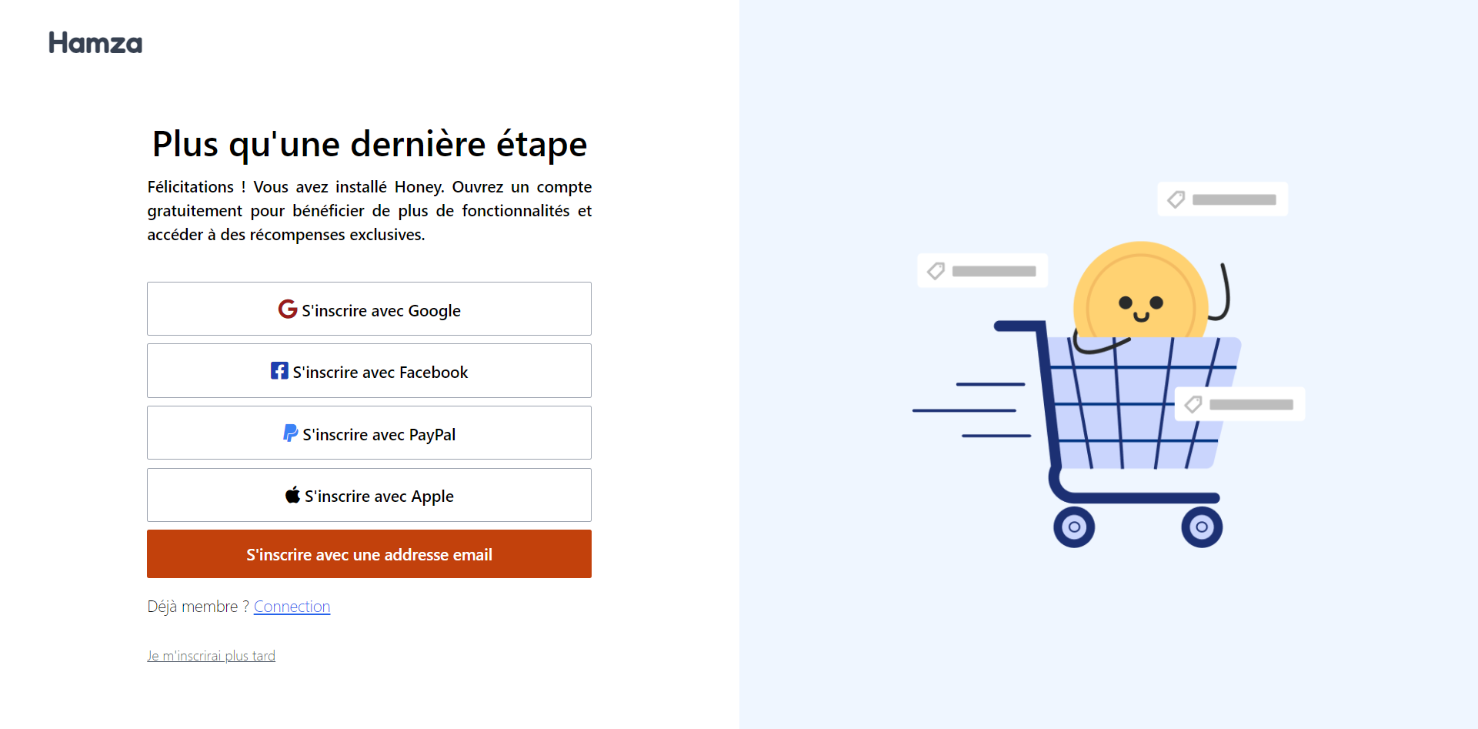 Hamza
Plus qu'une dernière étape
Félicitations ! Vous avez installé Honey. Ouvrez un compte
gratuitement pour bénéficier de plus de fonctionnalités et
accéder à des récompenses exclusives.
S'inscrire avec Google
S'inscrire avec Facebook
S'inscrire avec PayPal
S'inscrire avec Apple
S'inscrire avec une addresse email
Déjà membre ? Connection
Je m'inscrirai plus tard